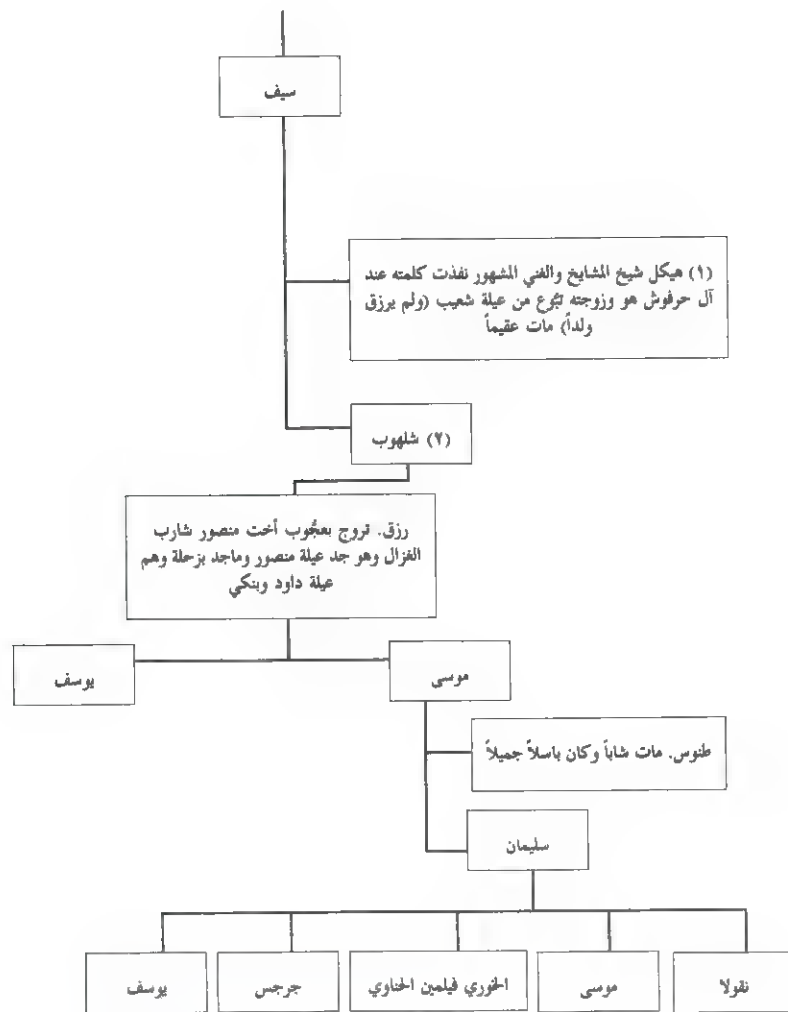 سيف
(١) هيكل شيخ المشايخ والغني المشهور نفذت كلمته عند
آل حرفوش هو وزوجته تبّوع من عيلة شعيب (ولم يرزق
ولداً) مات عقيماً
(٢) شلهوب
رزق. تروج بعجُوب أخت منصور شارب
الغزال وهو جد عيلة منصور وماجد بزحلة وهم
عيلة داود وبنكي
موسى
يوسف
طنوس. مات شاباً وكان باسلاً جميلاً
سليمان
نقولا
موسى
الخوري فيلمين الحناوي
جرجس
يوسف